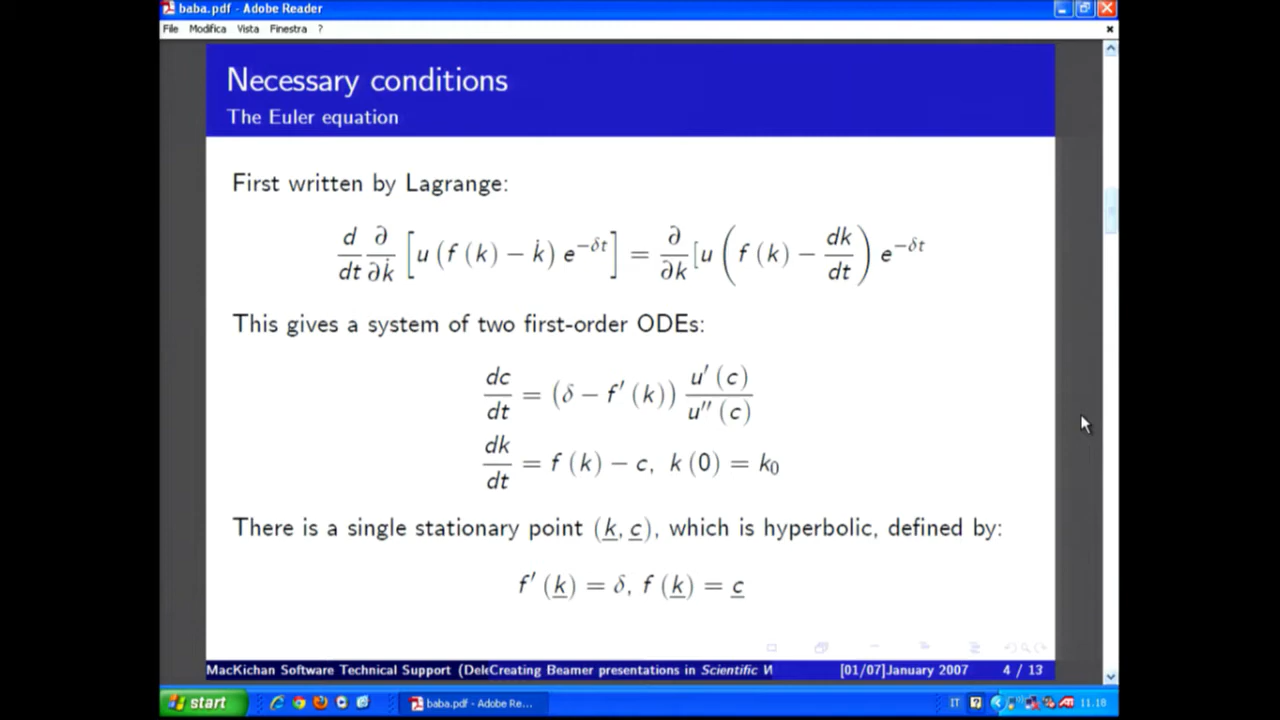 baba.pdf - Adobe Reader
File Modifica Vista Finestra ?
Necessary conditions
The Euler equation
First written by Lagrange:
d/dt ∂/∂k̇ [u (f (k) − k̇) e^{−δt}] = ∂/∂k [u (f (k) − dk/dt) e^{−δt}
This gives a system of two first-order ODEs:
dc/dt = (δ − f′ (k)) u′ (c)/u″ (c)
dk/dt = f (k) − c, k (0) = k₀
There is a single stationary point (k, c), which is hyperbolic, defined by:
f′ (k) = δ, f (k) = c
MacKichan Software Technical Support (Del Creating Beamer presentations in Scientific W [01/07]January 2007 4 / 13
start baba.pdf - Adobe Re... IT 11.18